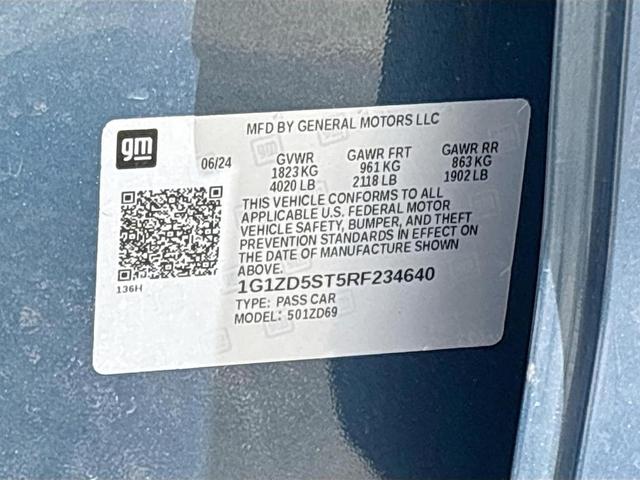 gm
MFD BY GENERAL MOTORS LLC
06/24 GVWR GAWR FRT GAWR RR
1823 KG 961 KG 863 KG
4020 LB 2118 LB 1902 LB
THIS VEHICLE CONFORMS TO ALL
APPLICABLE U.S. FEDERAL MOTOR
VEHICLE SAFETY, BUMPER, AND THEFT
PREVENTION STANDARDS IN EFFECT ON
THE DATE OF MANUFACTURE SHOWN
ABOVE.
136H
1G1ZD5ST5RF234640
TYPE: PASS CAR
MODEL: 501ZD69